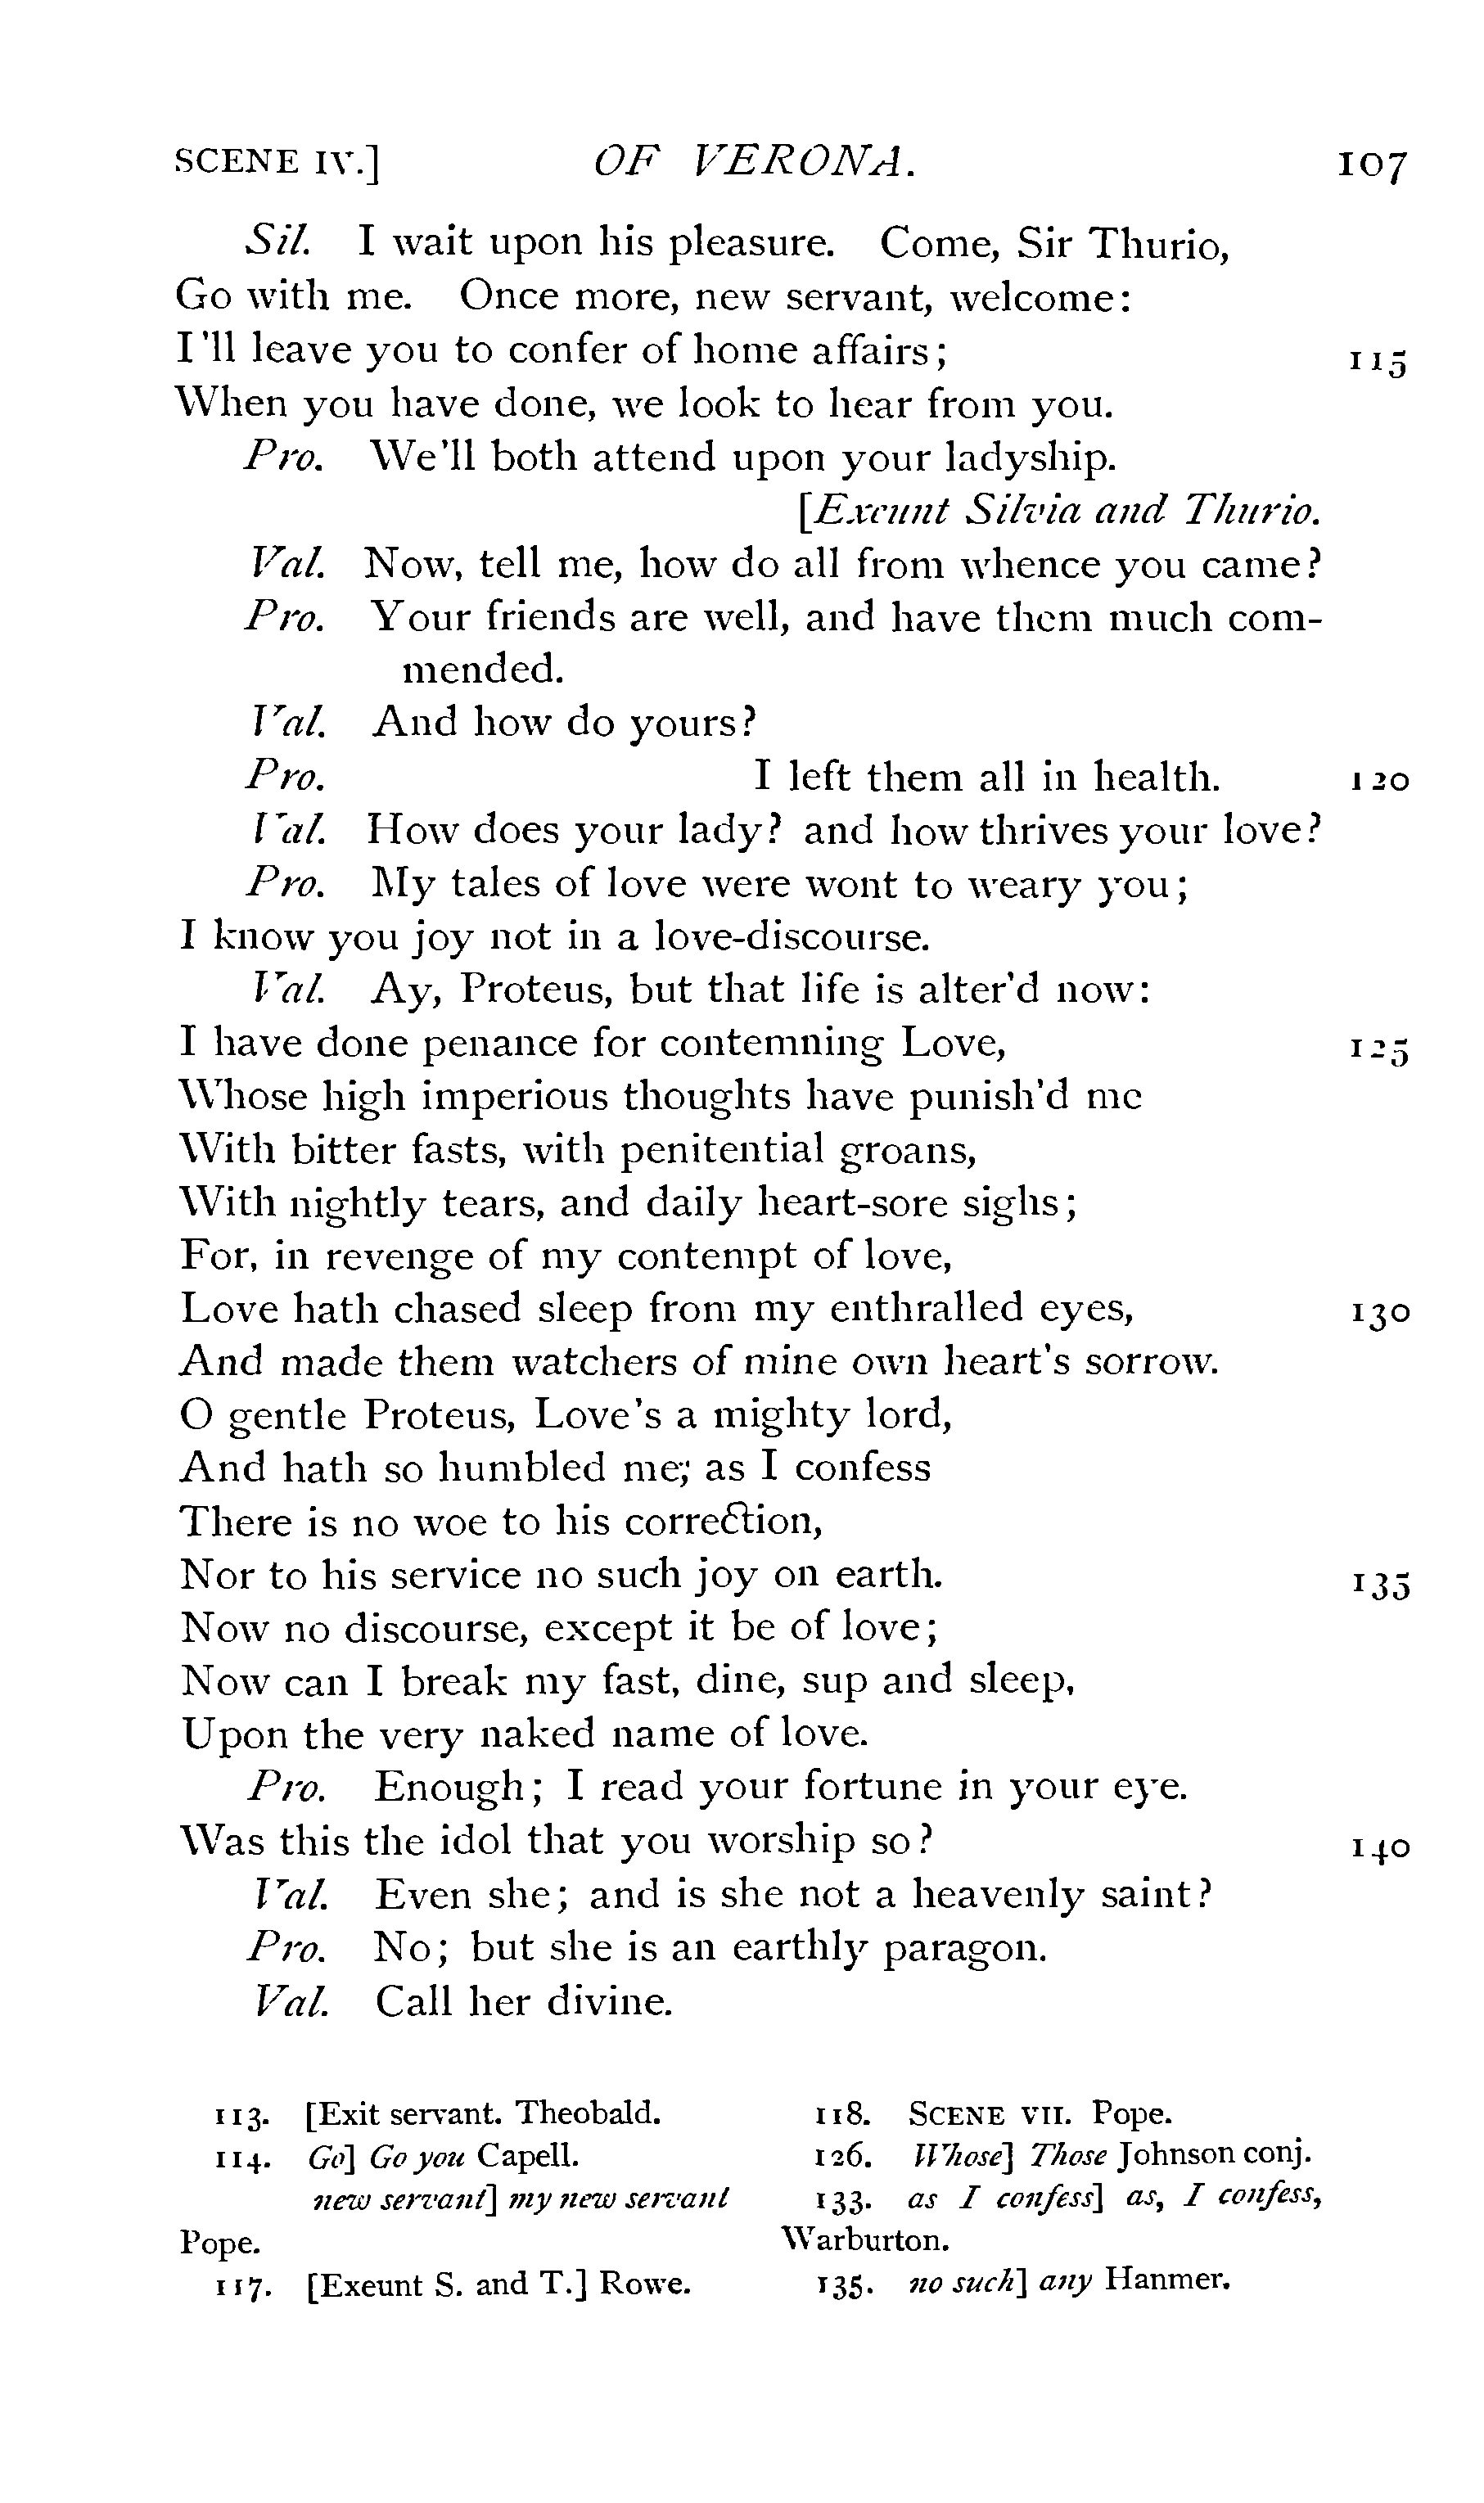 SCENE IV.] OF VERONA. 107
Sil. I wait upon his pleasure. Come, Sir Thurio,
Go with me. Once more, new servant, welcome:
I'll leave you to confer of home affairs; 115
When you have done, we look to hear from you.
Pro. We'll both attend upon your ladyship.
[Exeunt Silvia and Thurio.
Val. Now, tell me, how do all from whence you came?
Pro. Your friends are well, and have them much com-
mended.
Val. And how do yours?
Pro. I left them all in health. 120
Val. How does your lady? and how thrives your love?
Pro. My tales of love were wont to weary you;
I know you joy not in a love-discourse.
Val. Ay, Proteus, but that life is alter'd now:
I have done penance for contemning Love, 125
Whose high imperious thoughts have punish'd me
With bitter fasts, with penitential groans,
With nightly tears, and daily heart-sore sighs;
For, in revenge of my contempt of love,
Love hath chased sleep from my enthralled eyes, 130
And made them watchers of mine own heart's sorrow.
O gentle Proteus, Love's a mighty lord,
And hath so humbled me, as I confess
There is no woe to his correction,
Nor to his service no such joy on earth. 135
Now no discourse, except it be of love;
Now can I break my fast, dine, sup and sleep,
Upon the very naked name of love.
Pro. Enough; I read your fortune in your eye.
Was this the idol that you worship so? 140
Val. Even she; and is she not a heavenly saint?
Pro. No; but she is an earthly paragon.
Val. Call her divine.
113. [Exit servant. Theobald.
114. Go] Go you Capell.
new servant] my new servant
Pope.
117. [Exeunt S. and T.] Rowe.
118. SCENE VII. Pope.
126. Whose] Those Johnson conj.
133. as I confess] as, I confess,
Warburton.
135. no such] any Hanmer.